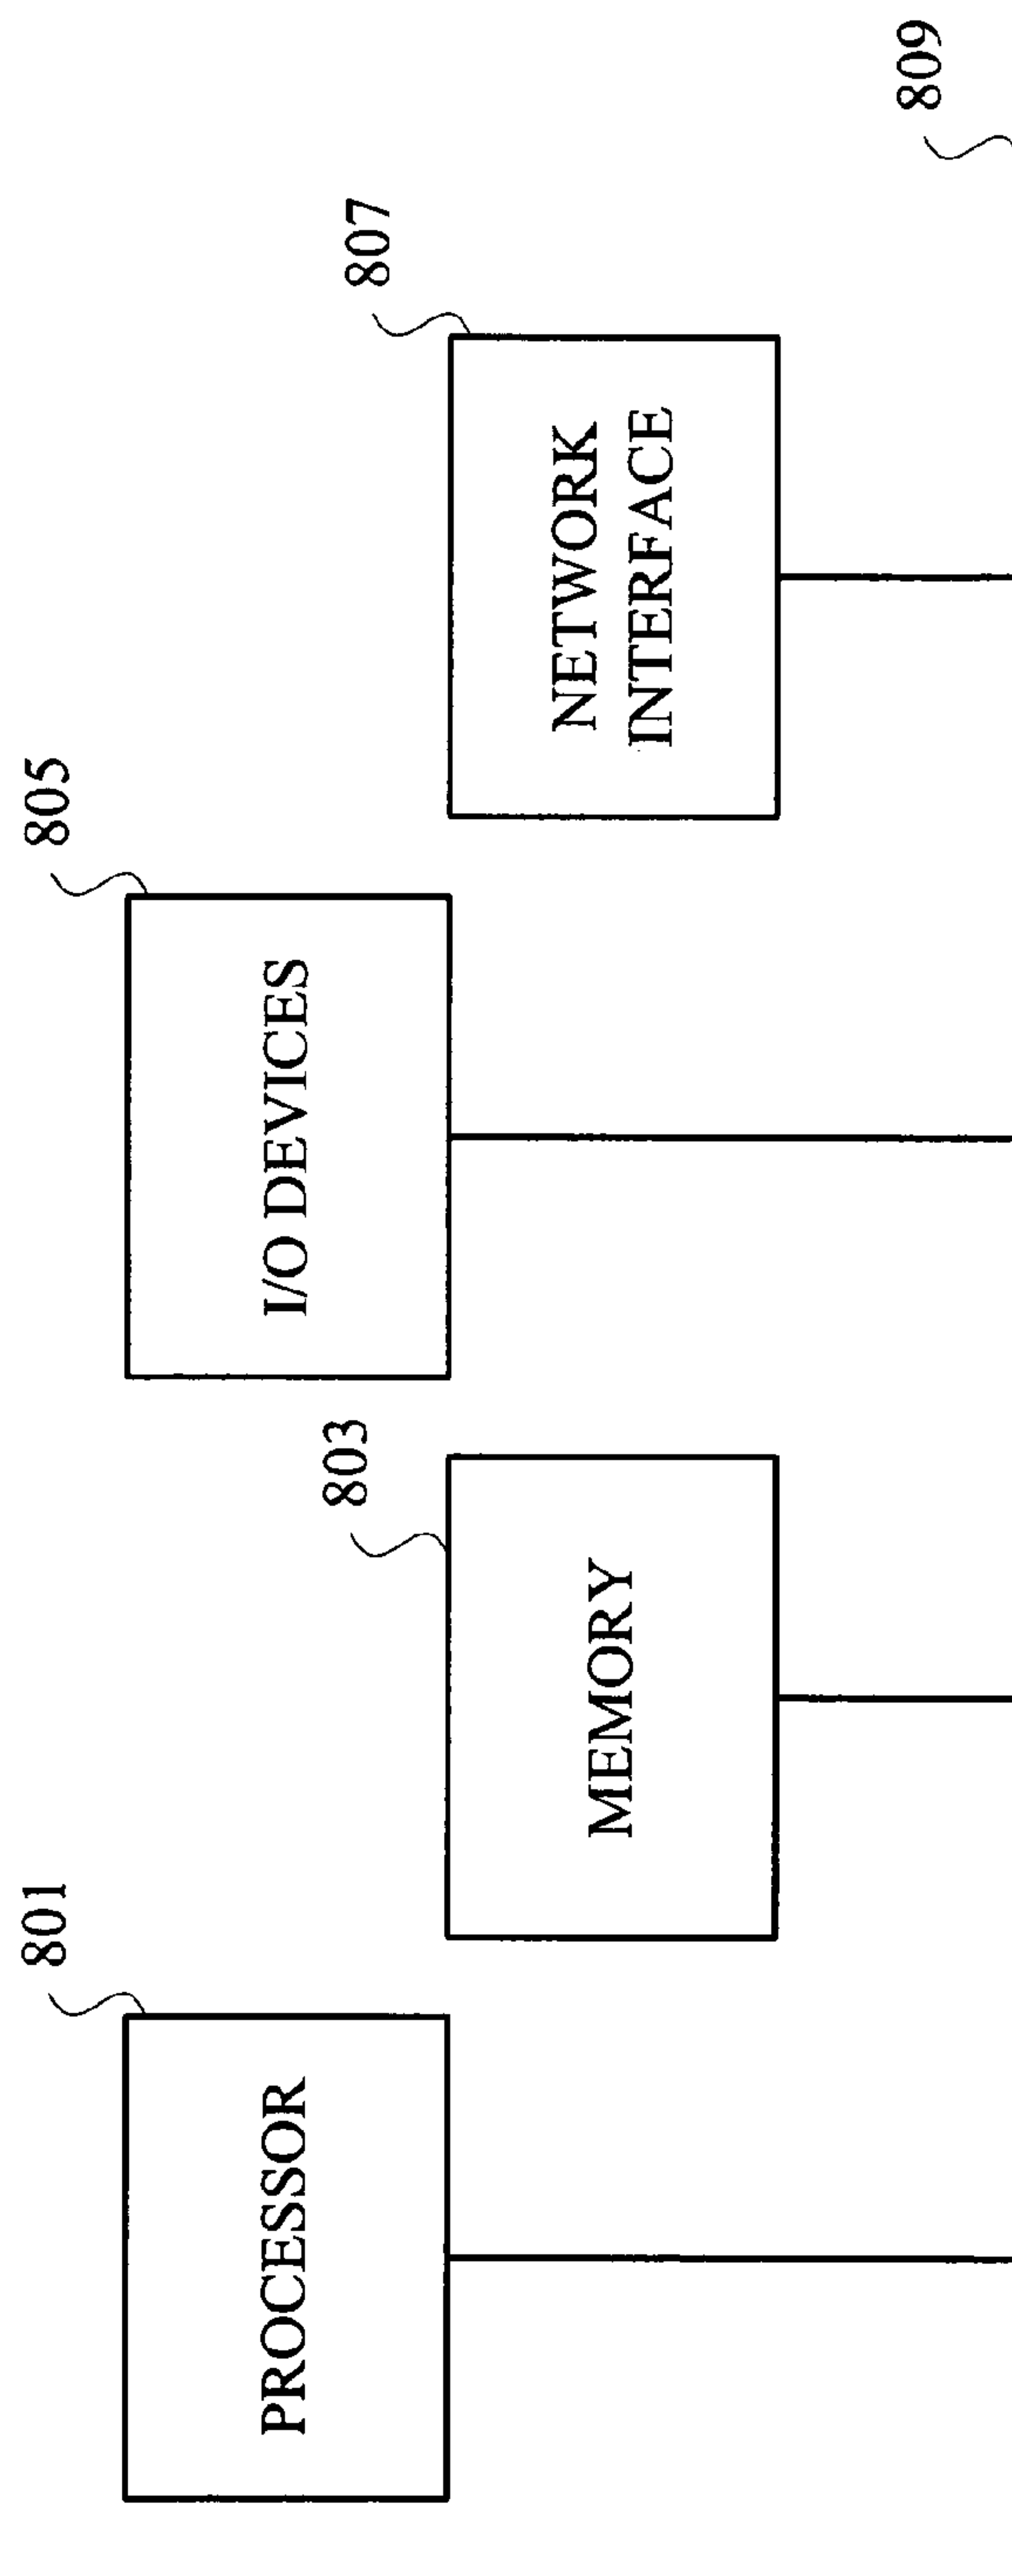 801
PROCESSOR
803
MEMORY
805
I/O DEVICES
807
NETWORK
INTERFACE
809